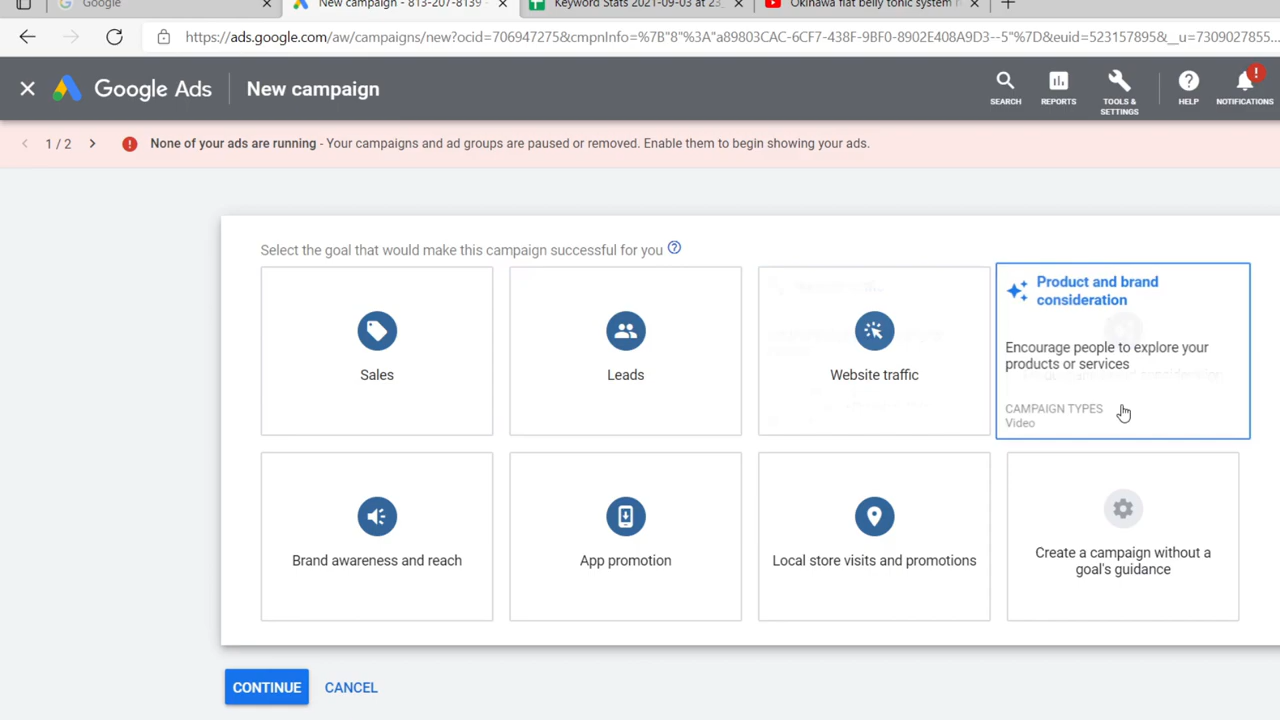 Google
New campaign - 813-207-8139
Keyword Stats 2021-09-03 at 23_
Okinawa flat belly tonic system r
https://ads.google.com/aw/campaigns/new?ocid=706947275&cmpnInfo=%7B"8"%3A"a89803CAC-6CF7-438F-9BF0-8902E408A9D3--5"%7D&euid=523157895&__u=7309027855...
Google Ads
New campaign
SEARCH
REPORTS
TOOLS &
SETTINGS
HELP
NOTIFICATIONS
1 / 2
None of your ads are running - Your campaigns and ad groups are paused or removed. Enable them to begin showing your ads.
Select the goal that would make this campaign successful for you
Sales
Leads
Website traffic
Product and brand
consideration
Encourage people to explore your
products or services
CAMPAIGN TYPES
Video
Brand awareness and reach
App promotion
Local store visits and promotions
Create a campaign without a
goal's guidance
CONTINUE
CANCEL